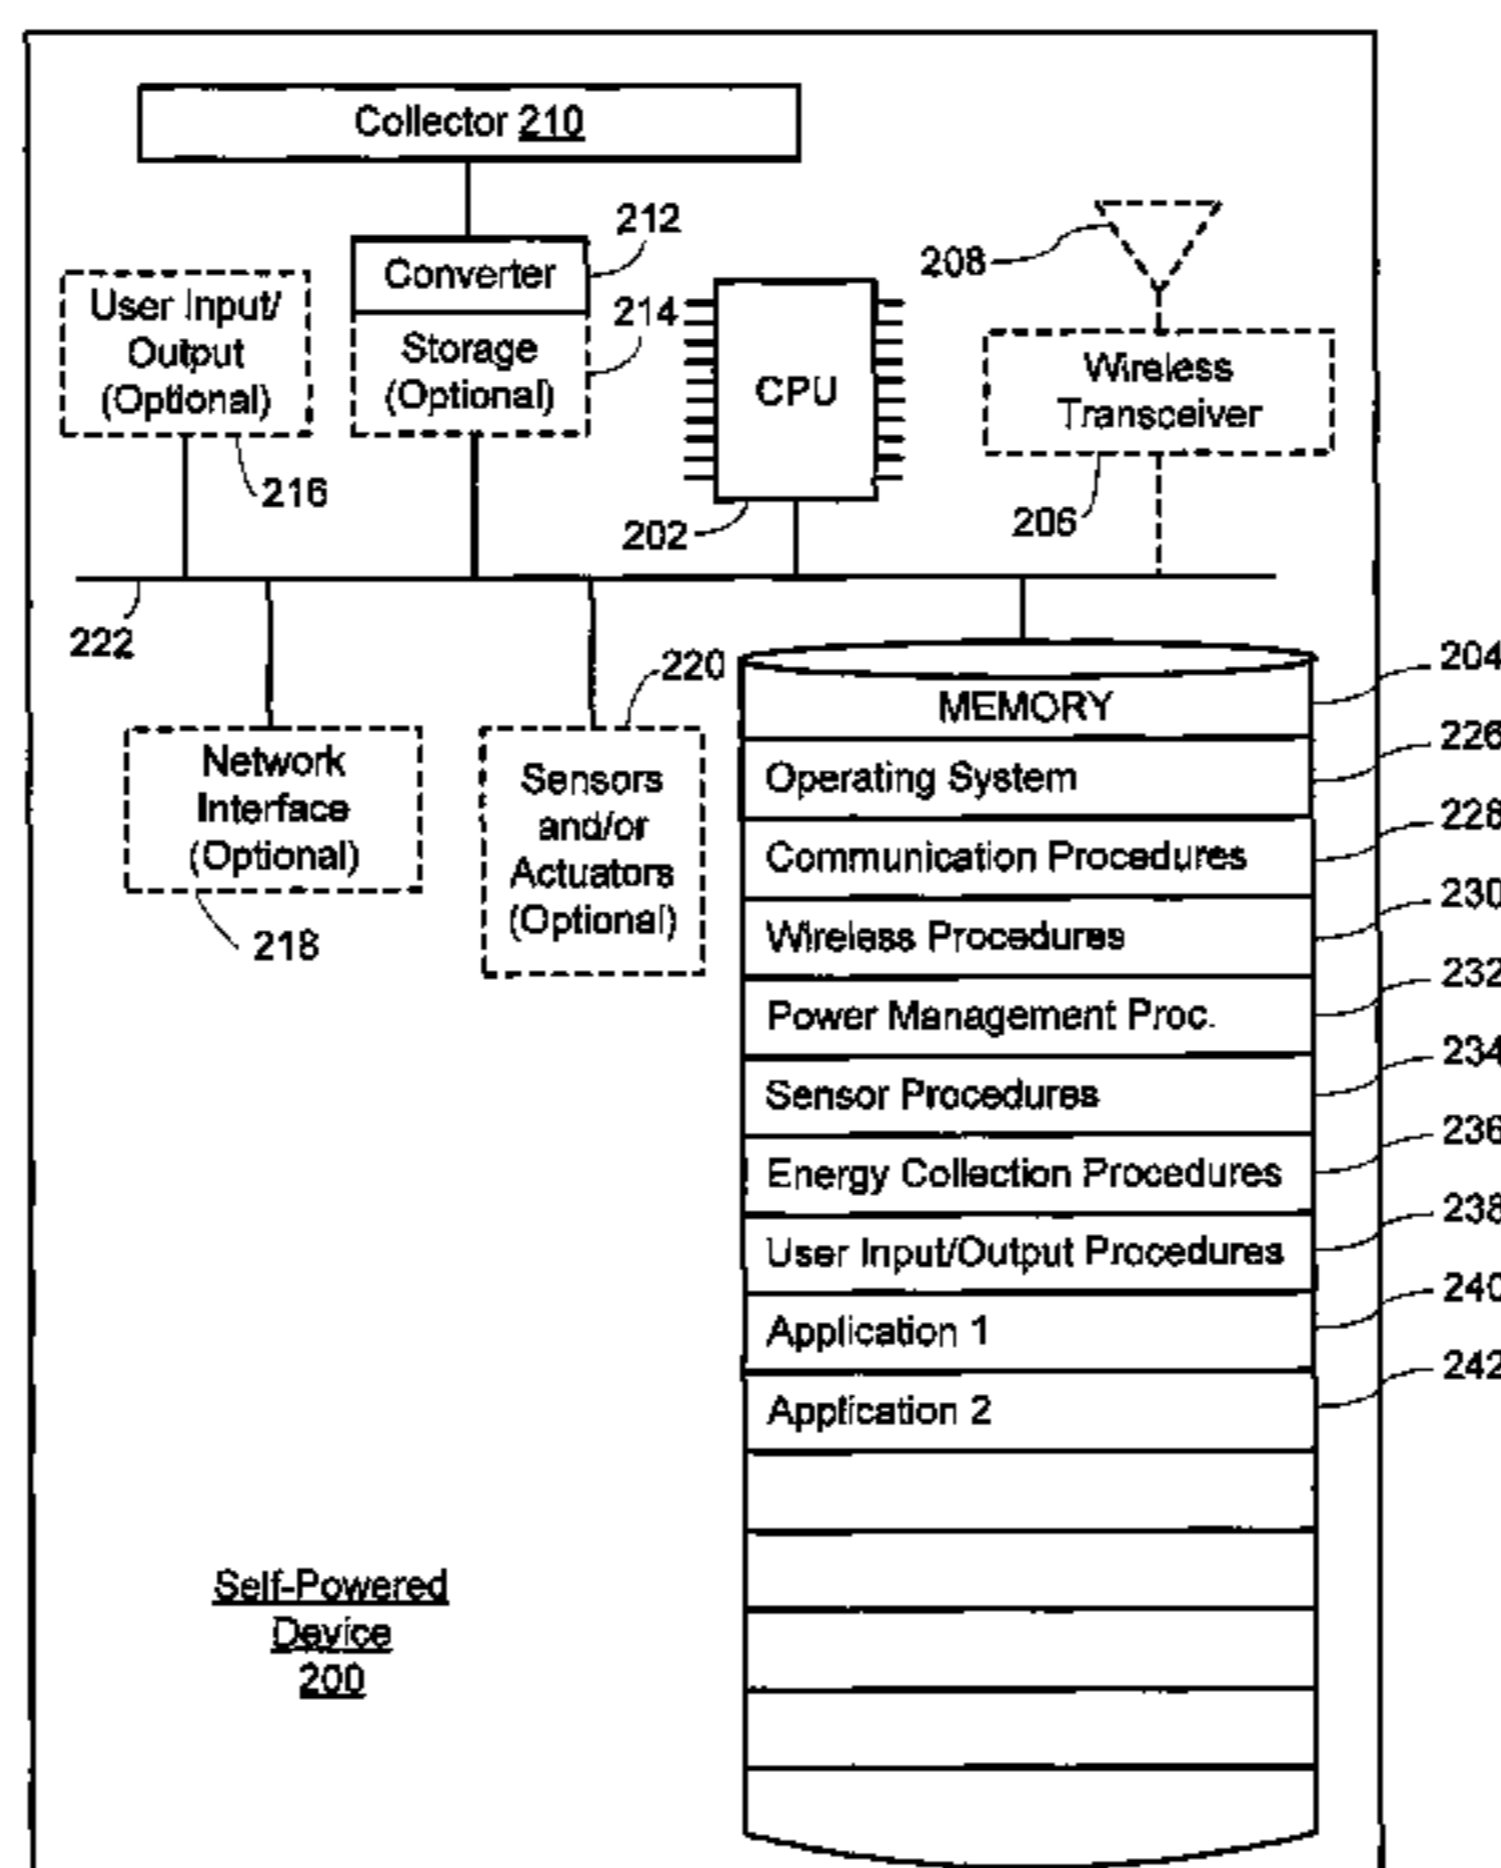 Collector 210
212
Converter
208
User Input/
Output
(Optional)
214
Storage
(Optional)
CPU
Wireless
Transceiver
216
202
206
222
220
204
MEMORY
226
Network
Interface
(Optional)
Sensors
and/or
Actuators
(Optional)
Operating System
228
Communication Procedures
230
218
Wireless Procedures
232
Power Management Proc.
234
Sensor Procedures
236
Energy Collection Procedures
238
User Input/Output Procedures
240
Application 1
242
Application 2
Self-Powered
Device
200